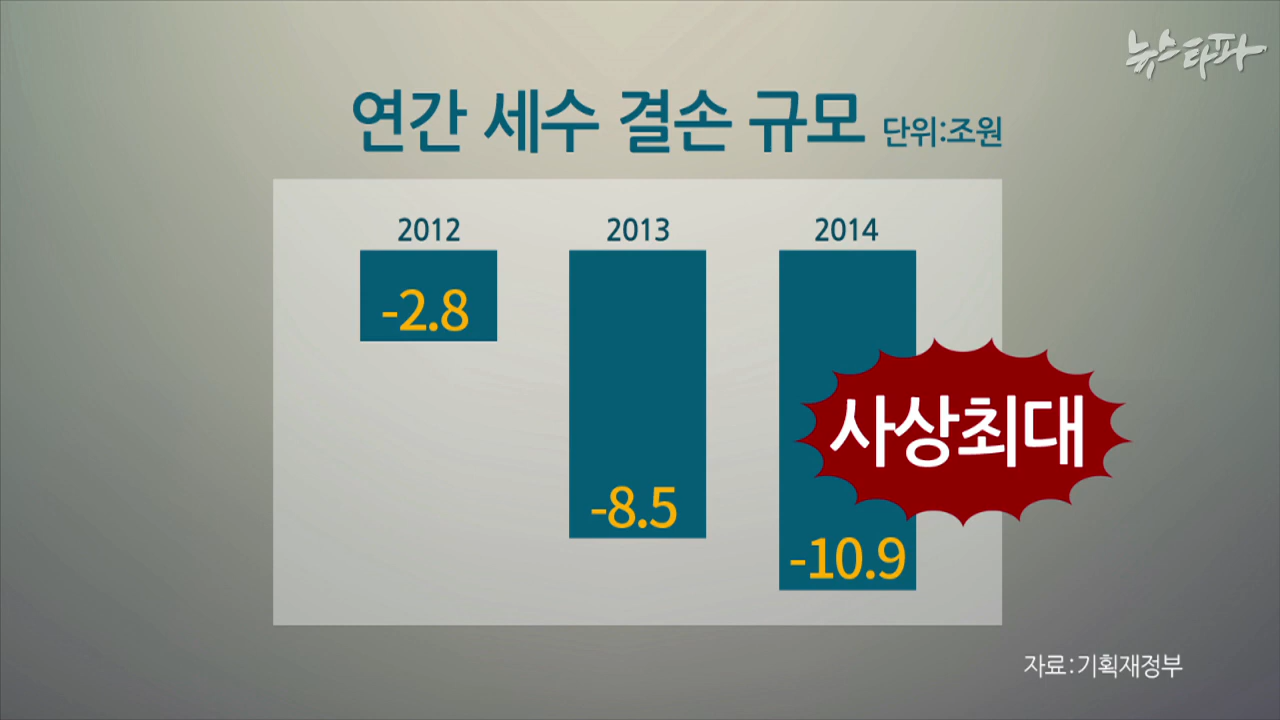 뉴스타파
연간 세수 결손 규모 단위:조원
2012 2013 2014
-2.8
-8.5
-10.9
사상최대
자료:기획재정부